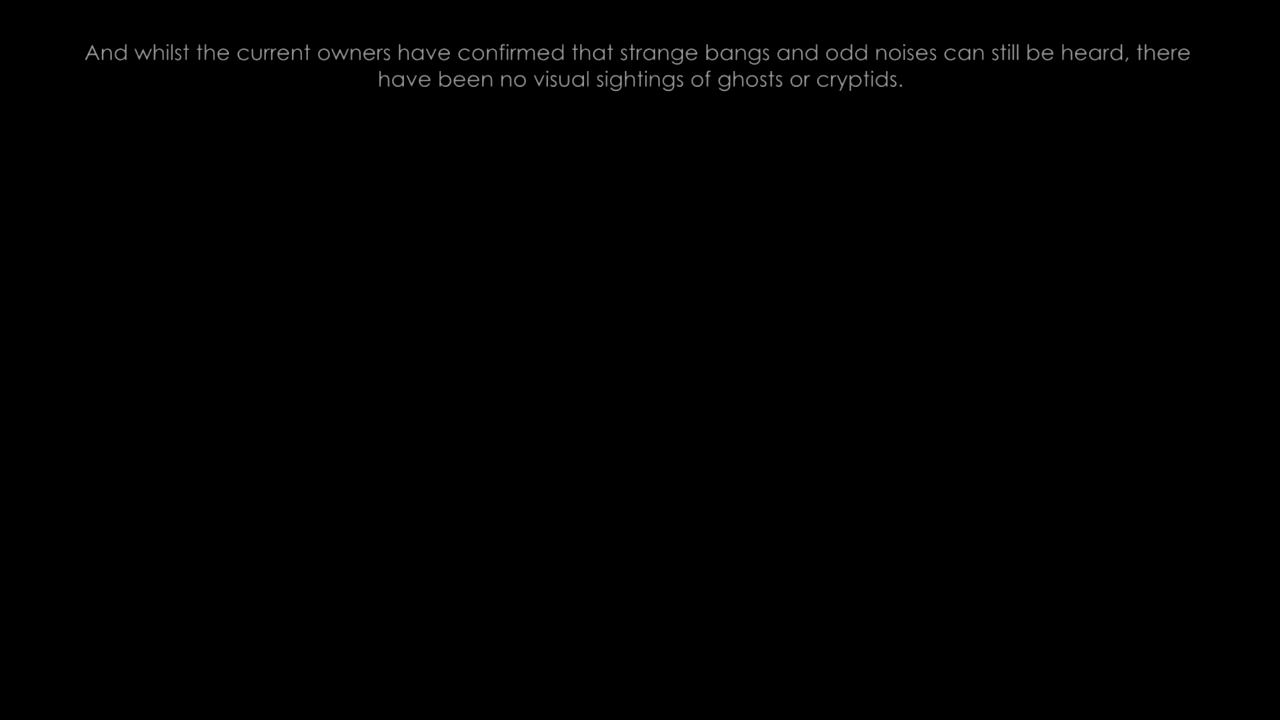 And whilst the current owners have confirmed that strange bangs and odd noises can still be heard, there
have been no visual sightings of ghosts or cryptids.